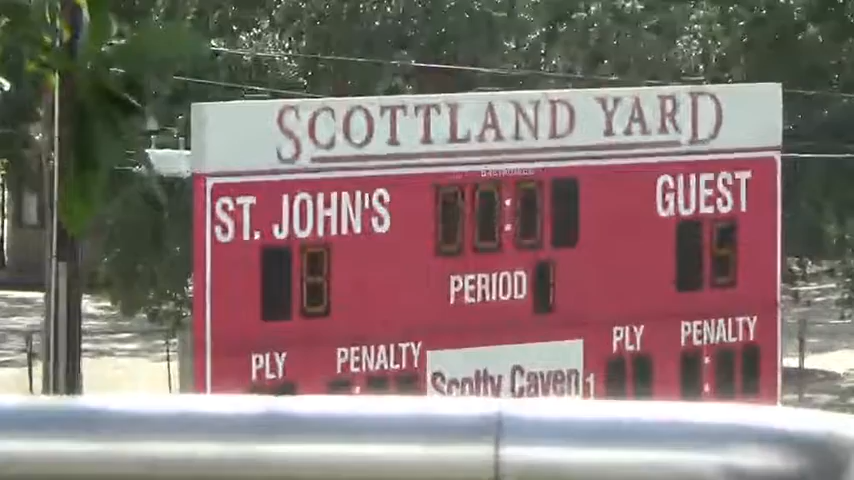 SCOTTLAND YARD
ST. JOHN'S
GUEST
PERIOD
PLY PENALTY
PLY PENALTY
Scotty Caven